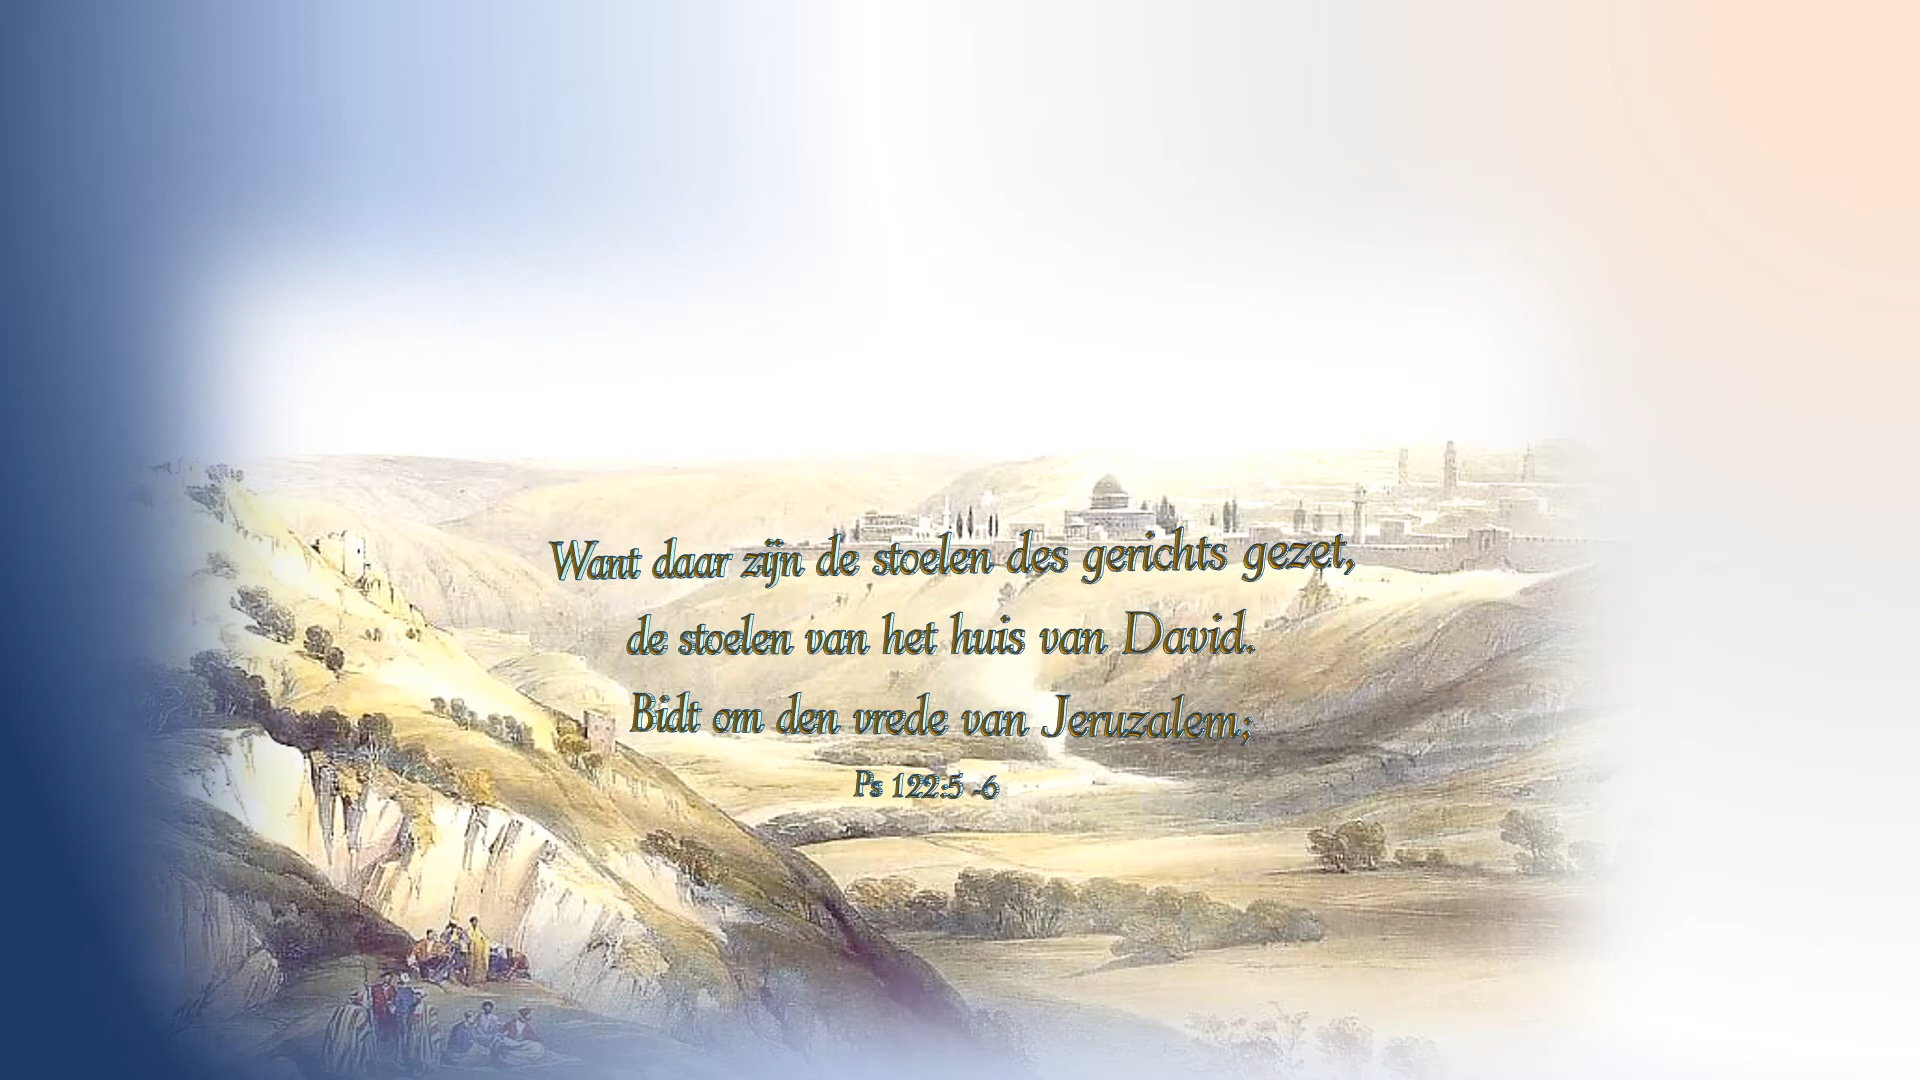 Want daar zijn de stoelen des gerichts gezet,
de stoelen van het huis van David.
Bidt om den vrede van Jeruzalem;
Ps 122:5 -6